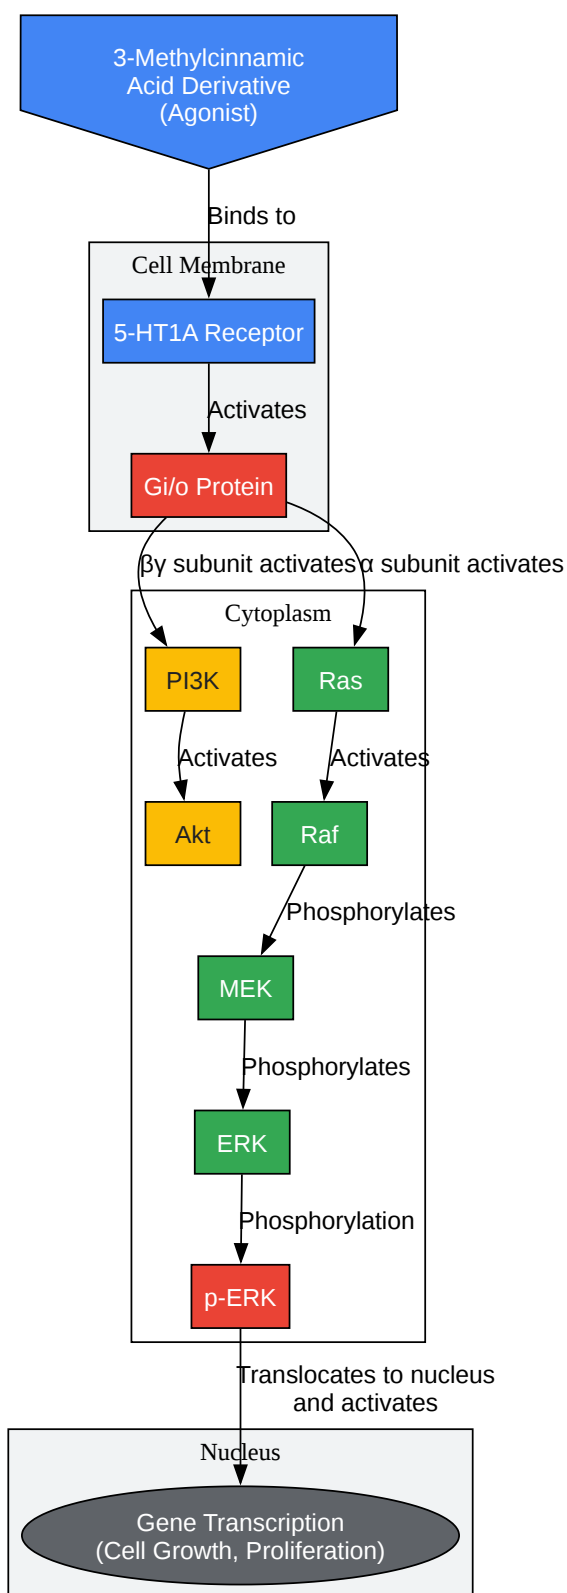 3-Methylcinnamic
Acid Derivative
(Agonist)
Binds to
Cell Membrane
5-HT1A Receptor
Activates
Gi/o Protein
βγ subunit activates
α subunit activates
Cytoplasm
PI3K
Ras
Activates
Activates
Akt
Raf
Phosphorylates
MEK
Phosphorylates
ERK
Phosphorylation
p-ERK
Translocates to nucleus
and activates
Nucleus
Gene Transcription
(Cell Growth, Proliferation)